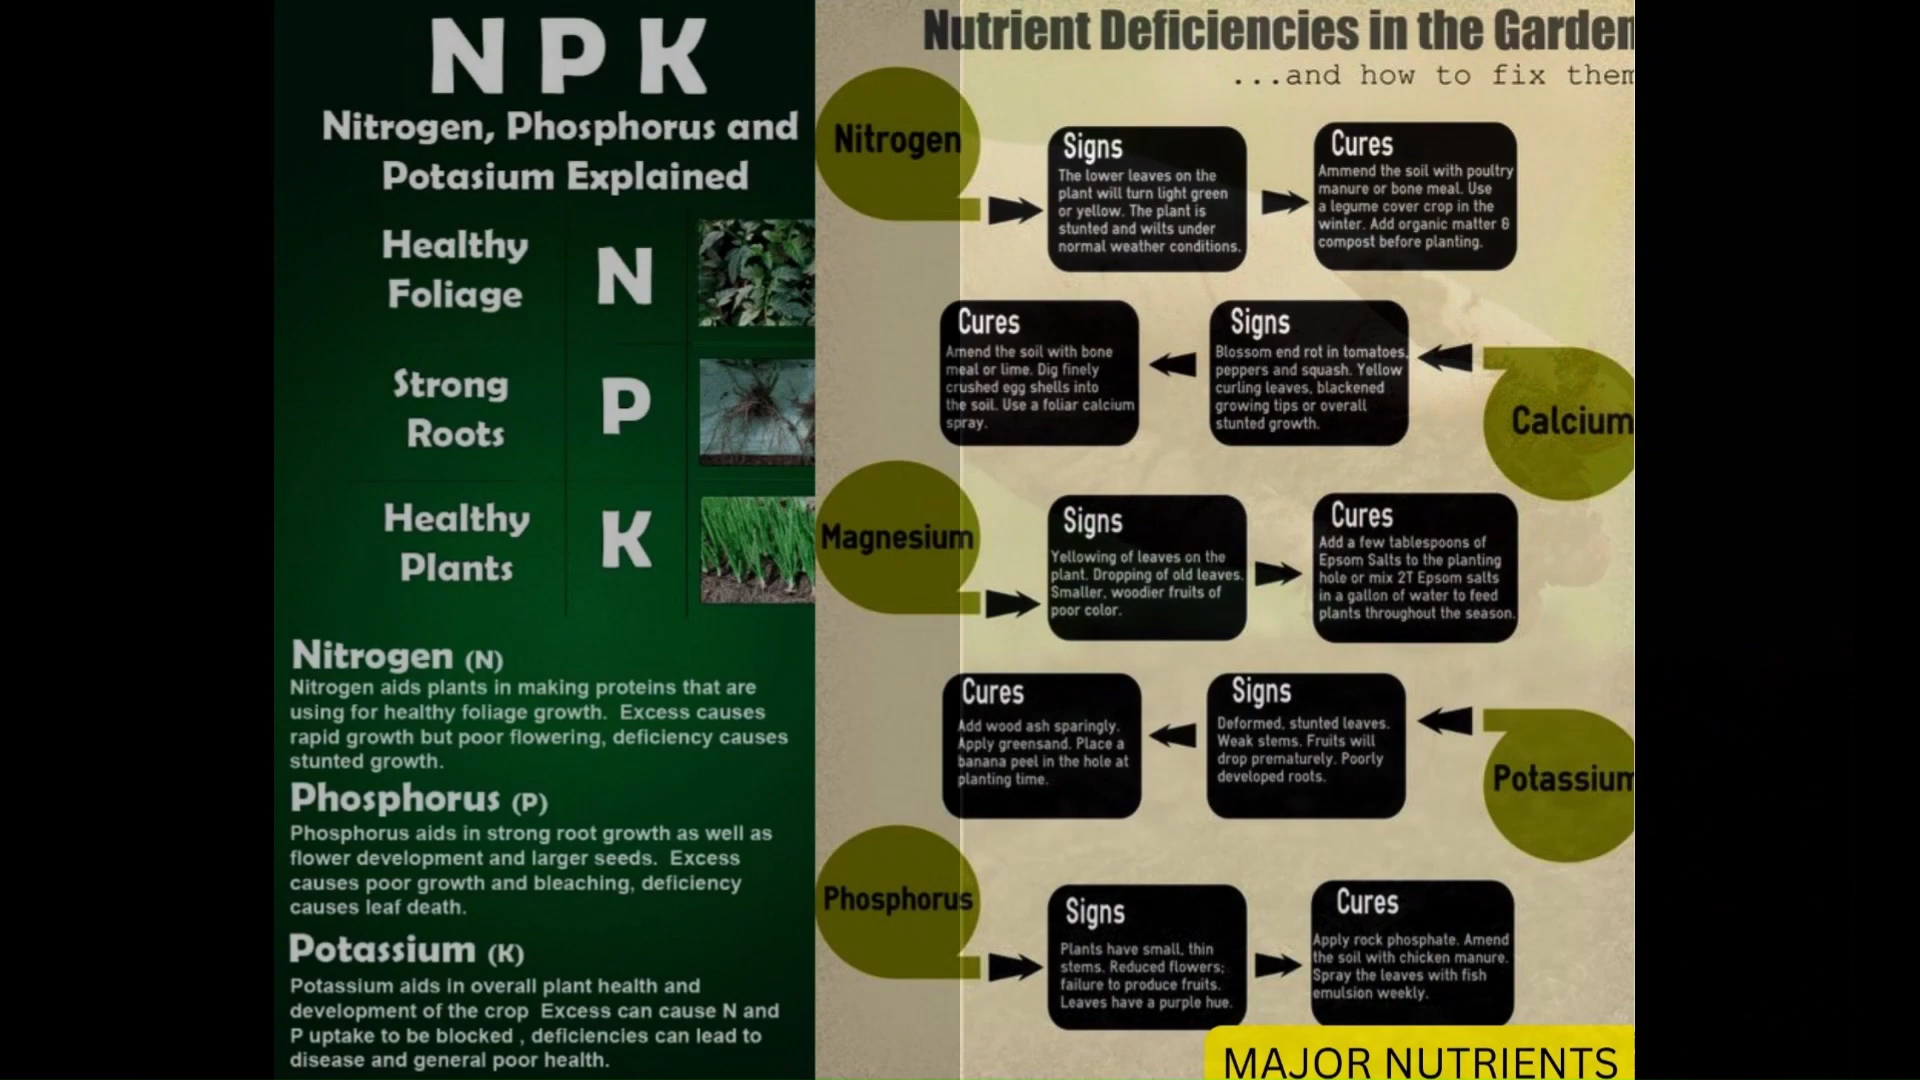 N P K
Nitrogen, Phosphorus and
Potasium Explained
Healthy
Foliage
N
Strong
Roots
P
Healthy
Plants
K
Nitrogen (N)
Nitrogen aids plants in making proteins that are
using for healthy foliage growth. Excess causes
rapid growth but poor flowering, deficiency causes
stunted growth.
Phosphorus (P)
Phosphorus aids in strong root growth as well as
flower development and larger seeds. Excess
causes poor growth and bleaching, deficiency
causes leaf death.
Potassium (K)
Potassium aids in overall plant health and
development of the crop Excess can cause N and
P uptake to be blocked , deficiencies can lead to
disease and general poor health.
Nutrient Deficiencies in the Garden
...and how to fix them
Nitrogen
Signs
The lower leaves on the
plant will turn light green
or yellow. The plant is
stunted and wilts under
normal weather conditions.
Cures
Ammend the soil with poultry
manure or bone meal. Use
a legume cover crop in the
winter. Add organic matter &
compost before planting.
Calcium
Signs
Blossom end rot in tomatoes,
peppers and squash. Yellow
curling leaves, blackened
growing tips or overall
stunted growth.
Cures
Amend the soil with bone
meal or lime. Dig finely
crushed egg shells into
the soil. Use a foliar calcium
spray.
Magnesium
Signs
Yellowing of leaves on the
plant. Dropping of old leaves.
Smaller, woodier fruits of
poor color.
Cures
Add a few tablespoons of
Epsom Salts to the planting
hole or mix 2T Epsom salts
in a gallon of water to feed
plants throughout the season.
Potassium
Signs
Deformed, stunted leaves.
Weak stems. Fruits will
drop prematurely. Poorly
developed roots.
Cures
Add wood ash sparingly.
Apply greensand. Place a
banana peel in the hole at
planting time.
Phosphorus
Signs
Plants have small, thin
stems. Reduced flowers;
failure to produce fruits.
Leaves have a purple hue.
Cures
Apply rock phosphate. Amend
the soil with chicken manure.
Spray the leaves with fish
emulsion weekly.
MAJOR NUTRIENTS